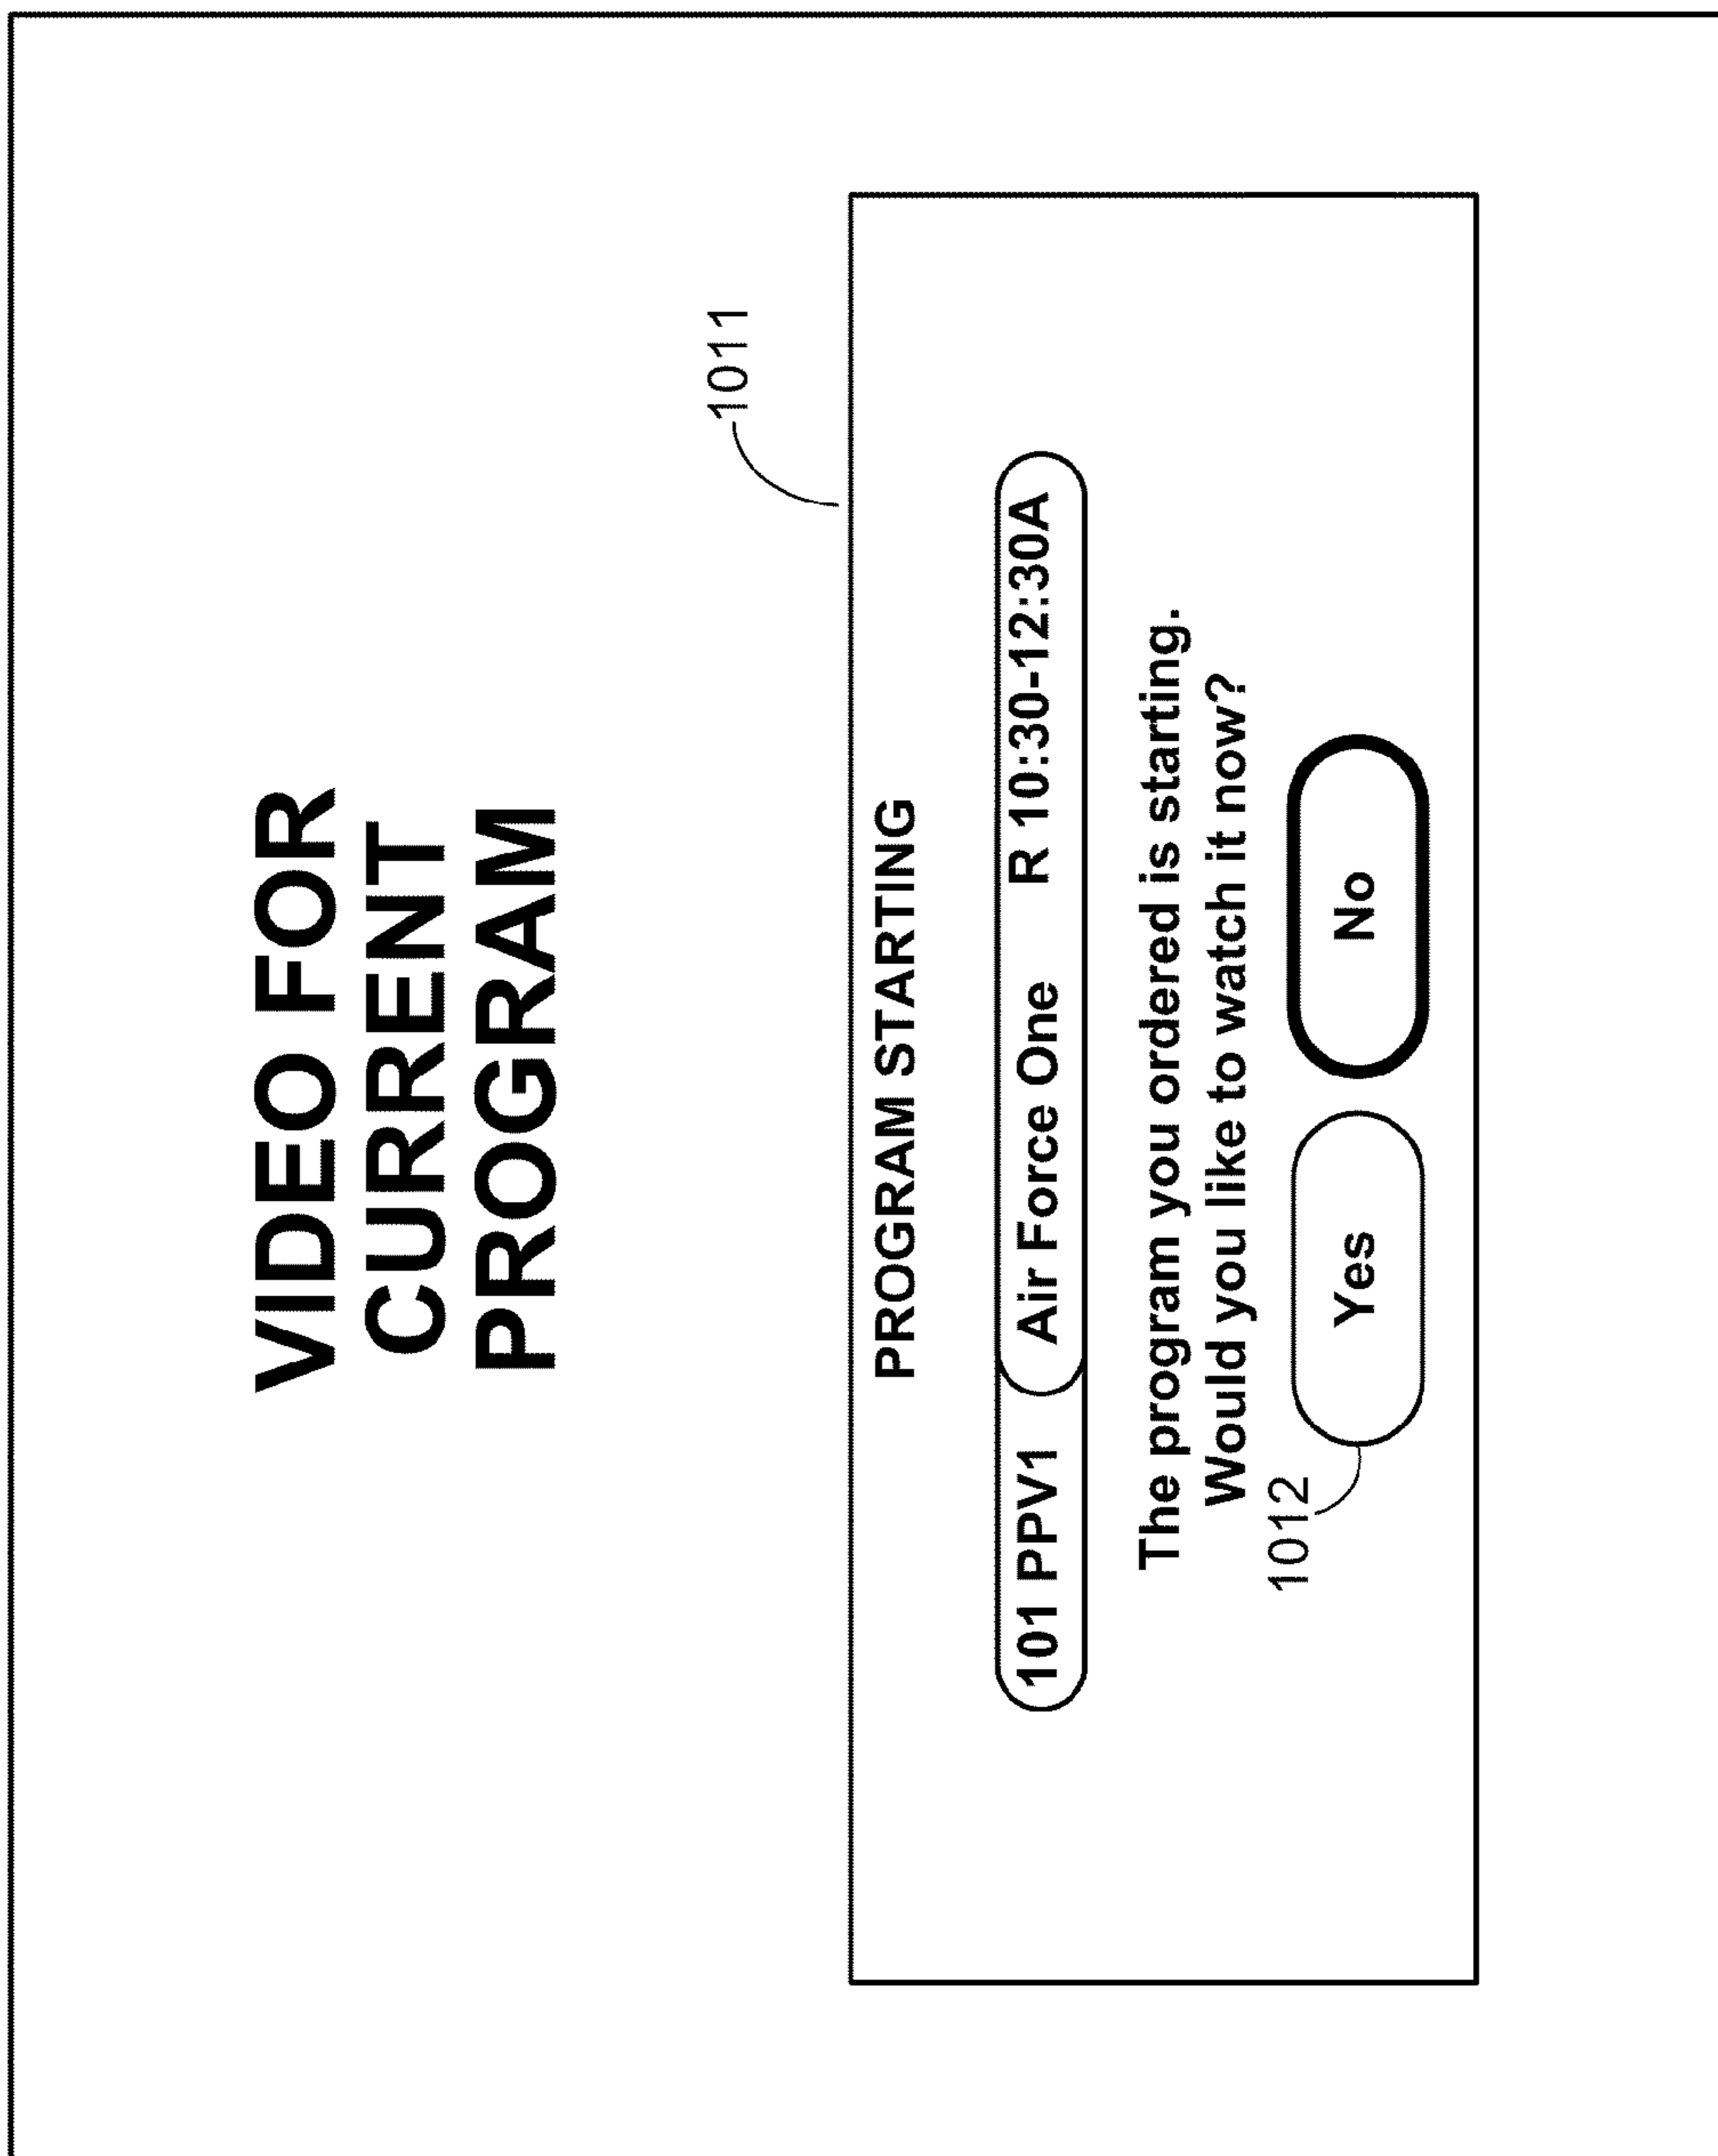 VIDEO FOR
CURRENT
PROGRAM
1011
PROGRAM STARTING
101 PPV1 Air Force One R 10:30-12:30A
The program you ordered is starting.
Would you like to watch it now?
1012
Yes No